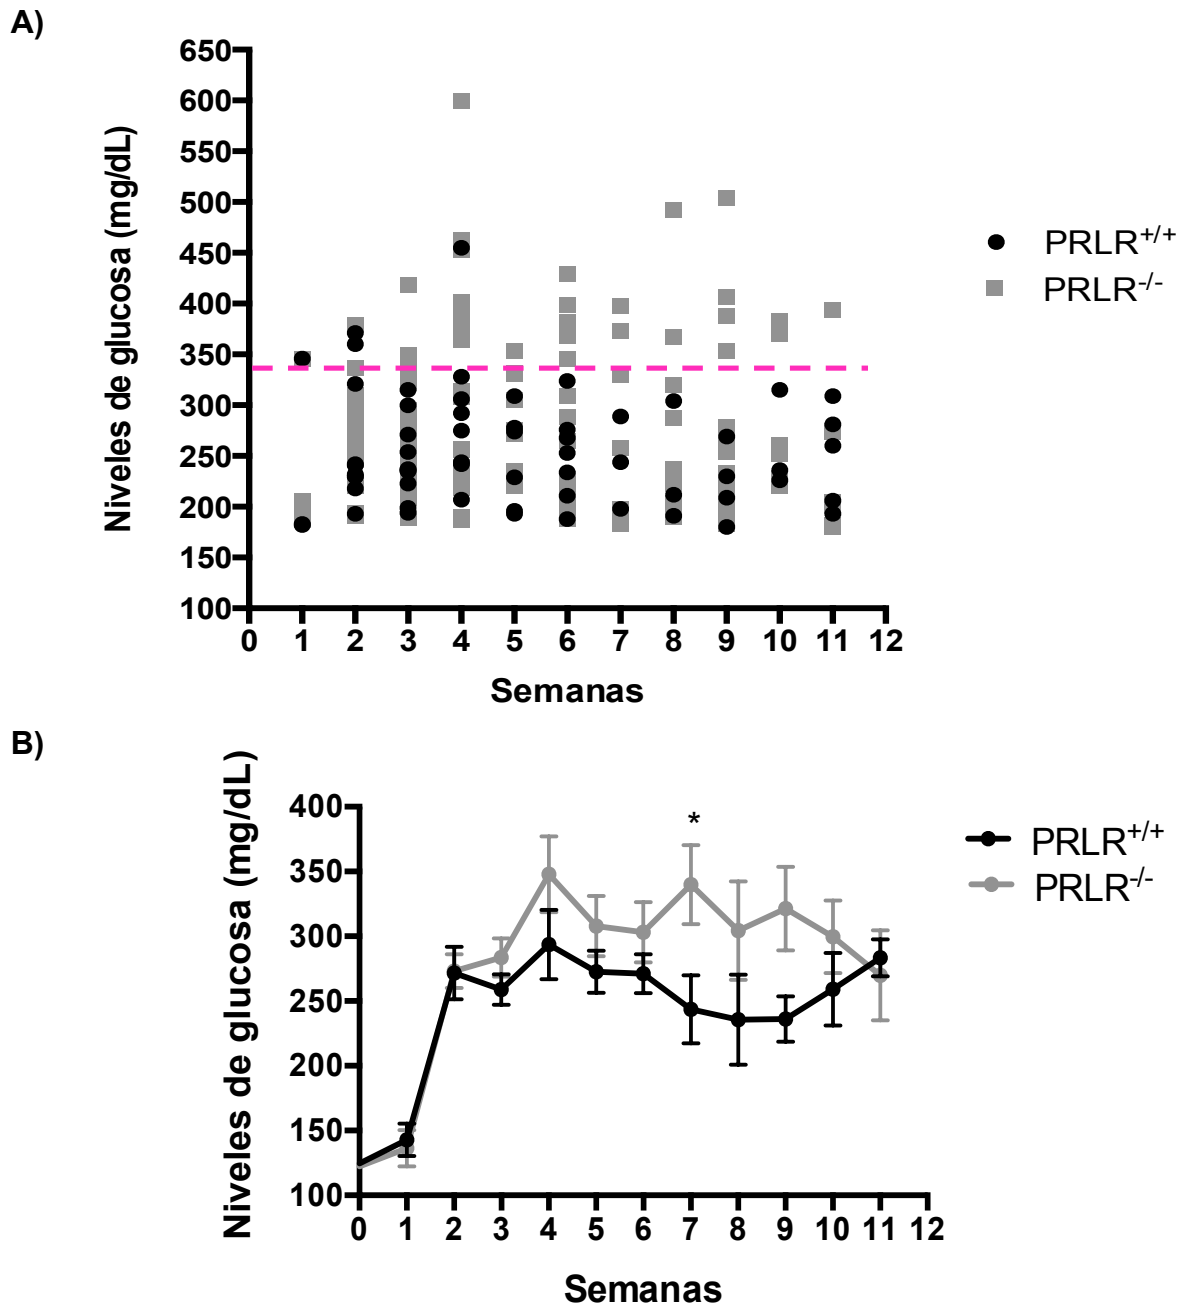 A)
Niveles de glucosa (mg/dL)
650
600
550
500
450
400
350
300
250
200
150
100
0 1 2 3 4 5 6 7 8 9 10 11 12
Semanas
PRLR+/+
PRLR-/-
B)
Niveles de glucosa (mg/dL)
400
350
300
250
200
150
100
0 1 2 3 4 5 6 7 8 9 10 11 12
Semanas
*
PRLR+/+
PRLR-/-